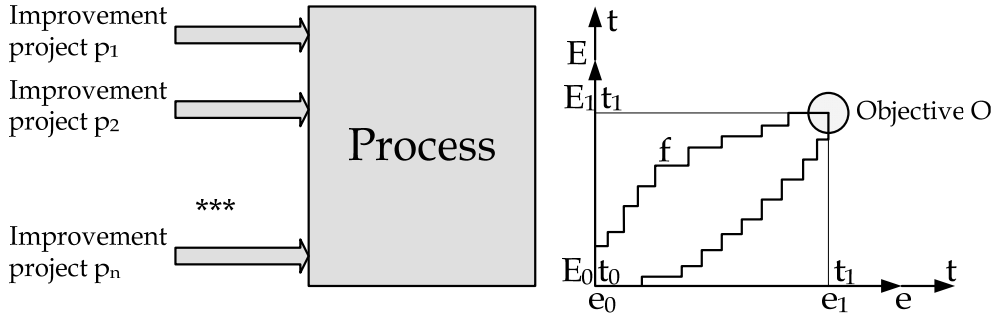 Improvement
project p₁
Improvement
project p₂
***
Improvement
project pₙ
Process
t
E
E₁ t₁
Objective O
f
E₀ t₀
t₁
t
e₀
e₁
e